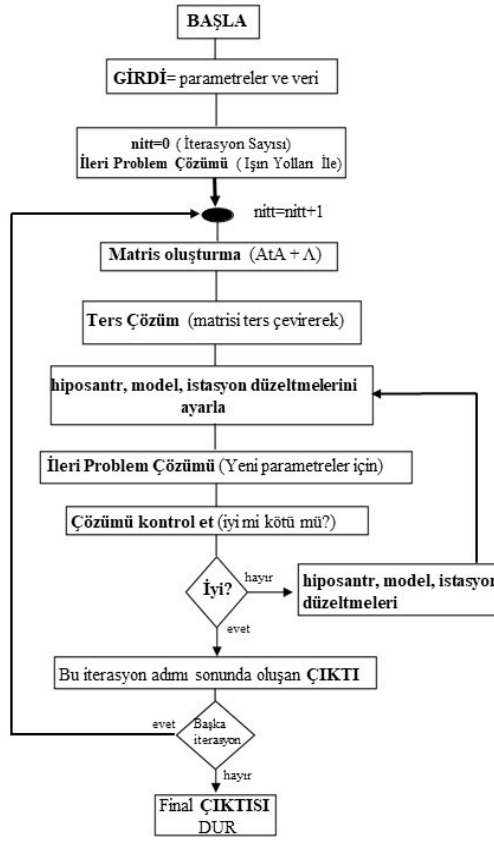 BAŞLA
GİRDİ= parametreler ve veri
nitt=0 ( İterasyon Sayısı)
İleri Problem Çözümü ( Işın Yolları İle)
nitt=nitt+1
Matris oluşturma (AtA + Λ)
Ters Çözüm (matrisi ters çevirerek)
hiposantr, model, istasyon düzeltmelerini
ayarla
İleri Problem Çözümü (Yeni parametreler için)
Çözümü kontrol et (iyi mi kötü mü?)
İyi?
hayır
hiposantr, model, istasyon
düzeltmeleri
evet
Bu iterasyon adımı sonunda oluşan ÇIKTI
evet
Başka
iterasyon
hayır
Final ÇIKTISI
DUR